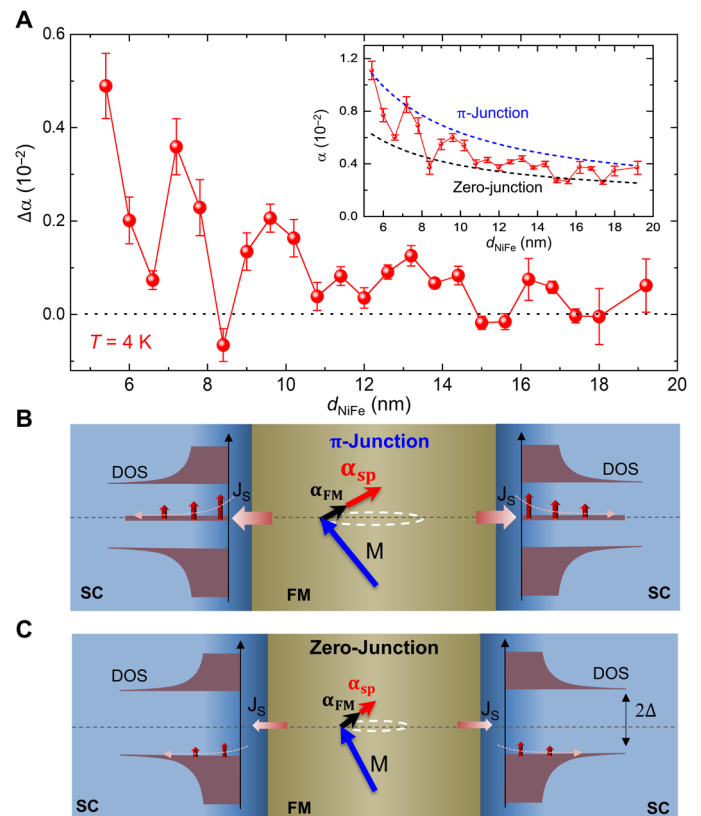 A
Δα (10⁻²)
0.6
0.4
0.2
0.0
T = 4 K
6 8 10 12 14 16 18 20
d_NiFe (nm)
α (10⁻²)
1.2
0.8
0.4
0.0
π-Junction
Zero-junction
6 8 10 12 14 16 18 20
d_NiFe (nm)
B
π-Junction
DOS DOS
α_sp
α_FM
J_S J_S
M
SC FM SC
C
Zero-Junction
DOS DOS
α_sp
α_FM
J_S J_S
2Δ
M
SC FM SC